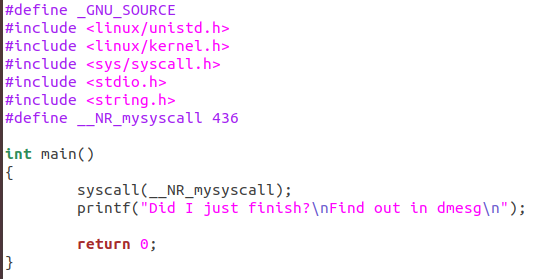 #define _GNU_SOURCE
#include <linux/unistd.h>
#include <linux/kernel.h>
#include <sys/syscall.h>
#include <stdio.h>
#include <string.h>
#define __NR_mysyscall 436

int main()
{
        syscall(__NR_mysyscall);
        printf("Did I just finish?\nFind out in dmesg\n");

        return 0;
}